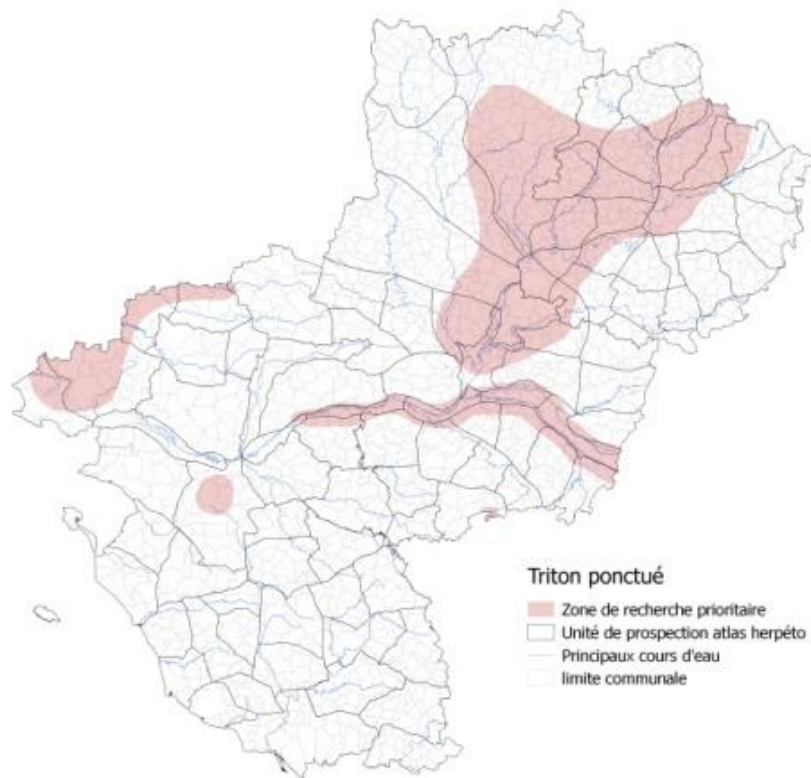 Triton ponctué
Zone de recherche prioritaire
Unité de prospection atlas herpéto
Principaux cours d'eau
limite communale